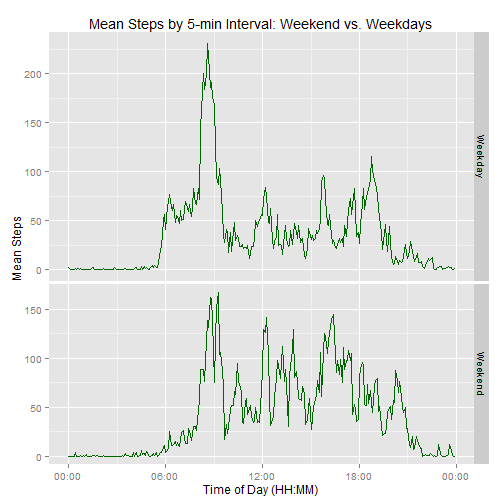 Mean Steps by 5-min Interval: Weekend vs. Weekdays
Mean Steps
200
150
100
50
0
Weekday
150
100
50
0
Weekend
00:00 06:00 12:00 18:00 00:00
Time of Day (HH:MM)